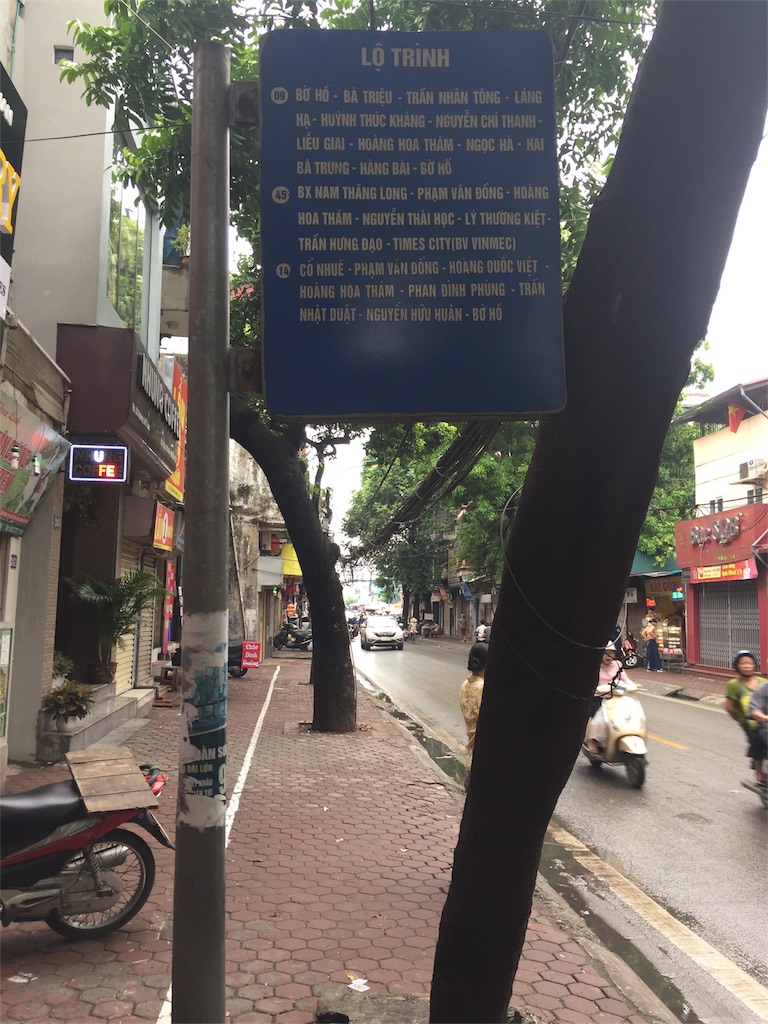 LỘ TRÌNH
09 BỜ HỒ - BÀ TRIỆU - TRẦN NHÂN TÔNG - LÁNG
HẠ - HUỲNH THÚC KHÁNG - NGUYỄN CHÍ THANH -
LIỄU GIAI - HOÀNG HOA THÁM - NGỌC HÀ - HAI
BÀ TRƯNG - HÀNG BÀI - BỜ HỒ
45 BX NAM THĂNG LONG - PHẠM VĂN ĐỒNG - HOÀNG
HOA THÁM - NGUYỄN THÁI HỌC - LÝ THƯỜNG KIỆT -
TRẦN HƯNG ĐẠO - TIMES CITY(BV VINMEC)
14 CỔ NHUẾ - PHẠM VĂN ĐỒNG - HOÀNG QUỐC VIỆT -
HOÀNG HOA THÁM - PHAN ĐÌNH PHÙNG - TRẦN
NHẬT DUẬT - NGUYỄN HỮU HUÂN - BỜ HỒ
U
COFFE